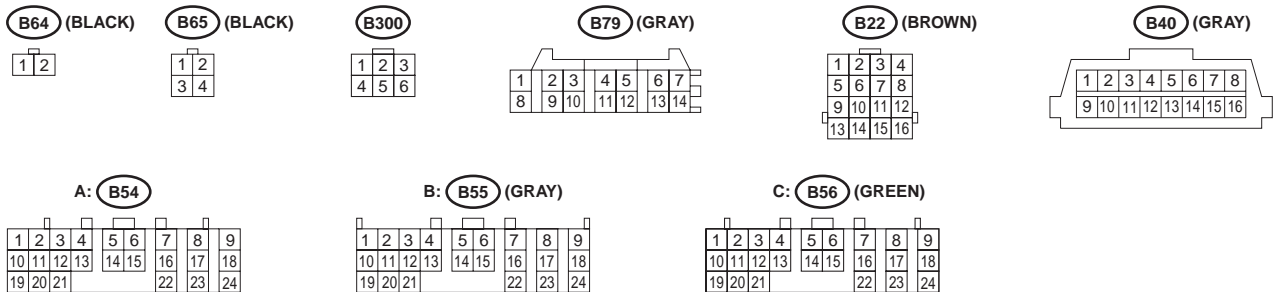 B64 (BLACK) B65 (BLACK) B300 B79 (GRAY) B22 (BROWN) B40 (GRAY)
1 2
1 2
3 4
1 2 3
4 5 6
1 2 3 4 5 6 7
8 9 10 11 12 13 14
1 2 3 4
5 6 7 8
9 10 11 12
13 14 15 16
1 2 3 4 5 6 7 8
9 10 11 12 13 14 15 16
A: B54 B: B55 (GRAY) C: B56 (GREEN)
1 2 3 4 5 6 7 8 9
10 11 12 13 14 15 16 17 18
19 20 21 22 23 24
1 2 3 4 5 6 7 8 9
10 11 12 13 14 15 16 17 18
19 20 21 22 23 24
1 2 3 4 5 6 7 8 9
10 11 12 13 14 15 16 17 18
19 20 21 22 23 24